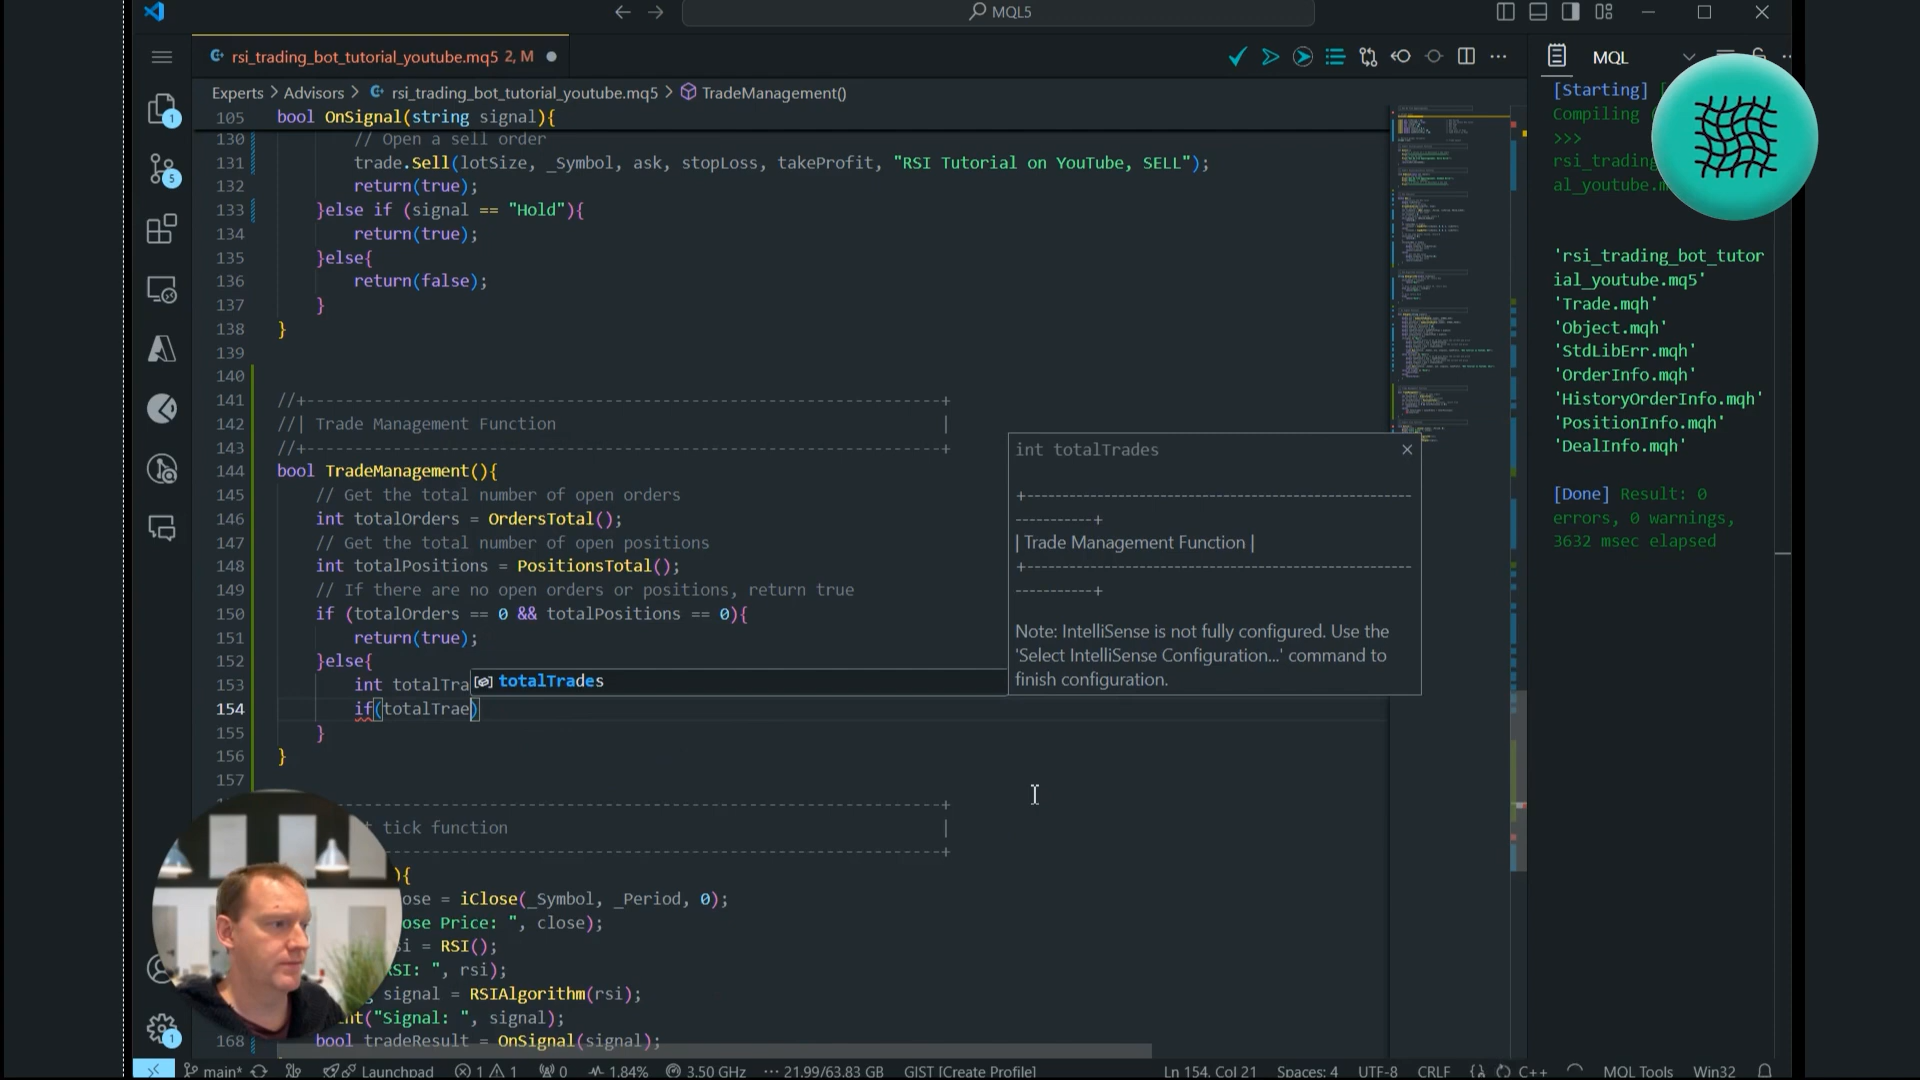 MQL5
rsi_trading_bot_tutorial_youtube.mq5 2, M
MQL
Experts > Advisors > rsi_trading_bot_tutorial_youtube.mq5 > TradeManagement()
105 bool OnSignal(string signal){
130 // Open a sell order
131 trade.Sell(lotSize, _Symbol, ask, stopLoss, takeProfit, "RSI Tutorial on YouTube, SELL");
132 return(true);
133 }else if (signal == "Hold"){
134 return(true);
135 }else{
136 return(false);
137 }
138 }
139
140
141 //+------------------------------------------------------------------+
142 //| Trade Management Function |
143 //+------------------------------------------------------------------+
144 bool TradeManagement(){
145 // Get the total number of open orders
146 int totalOrders = OrdersTotal();
147 // Get the total number of open positions
148 int totalPositions = PositionsTotal();
149 // If there are no open orders or positions, return true
150 if (totalOrders == 0 && totalPositions == 0){
151 return(true);
152 }else{
153 int totalTra
totalTrades
154 if(totalTrae)
155 }
156 }
157
int totalTrades
+---------------------------------------------------
-----------+
| Trade Management Function |
+---------------------------------------------------
-----------+
Note: IntelliSense is not fully configured. Use the
'Select IntelliSense Configuration...' command to
finish configuration.
tick function |
){
= iClose(_Symbol, _Period, 0);
Price: ", close);
= RSI();
", rsi);
signal = RSIAlgorithm(rsi);
("Signal: ", signal);
168 bool tradeResult = OnSignal(signal);
[Starting]
Compiling
>>>
'rsi_trading_bot_tutor
ial_youtube.mq5'
'Trade.mqh'
'Object.mqh'
'StdLibErr.mqh'
'OrderInfo.mqh'
'HistoryOrderInfo.mqh'
'PositionInfo.mqh'
'DealInfo.mqh'
[Done] Result: 0
errors, 0 warnings,
3632 msec elapsed
1
5
1
main* Launchpad 1 1 0 1.84% 3.50 GHz 21.99/63.83 GB GIST [Create Profile] Ln 154, Col 21 Spaces: 4 UTF-8 CRLF C++ MQL Tools Win32